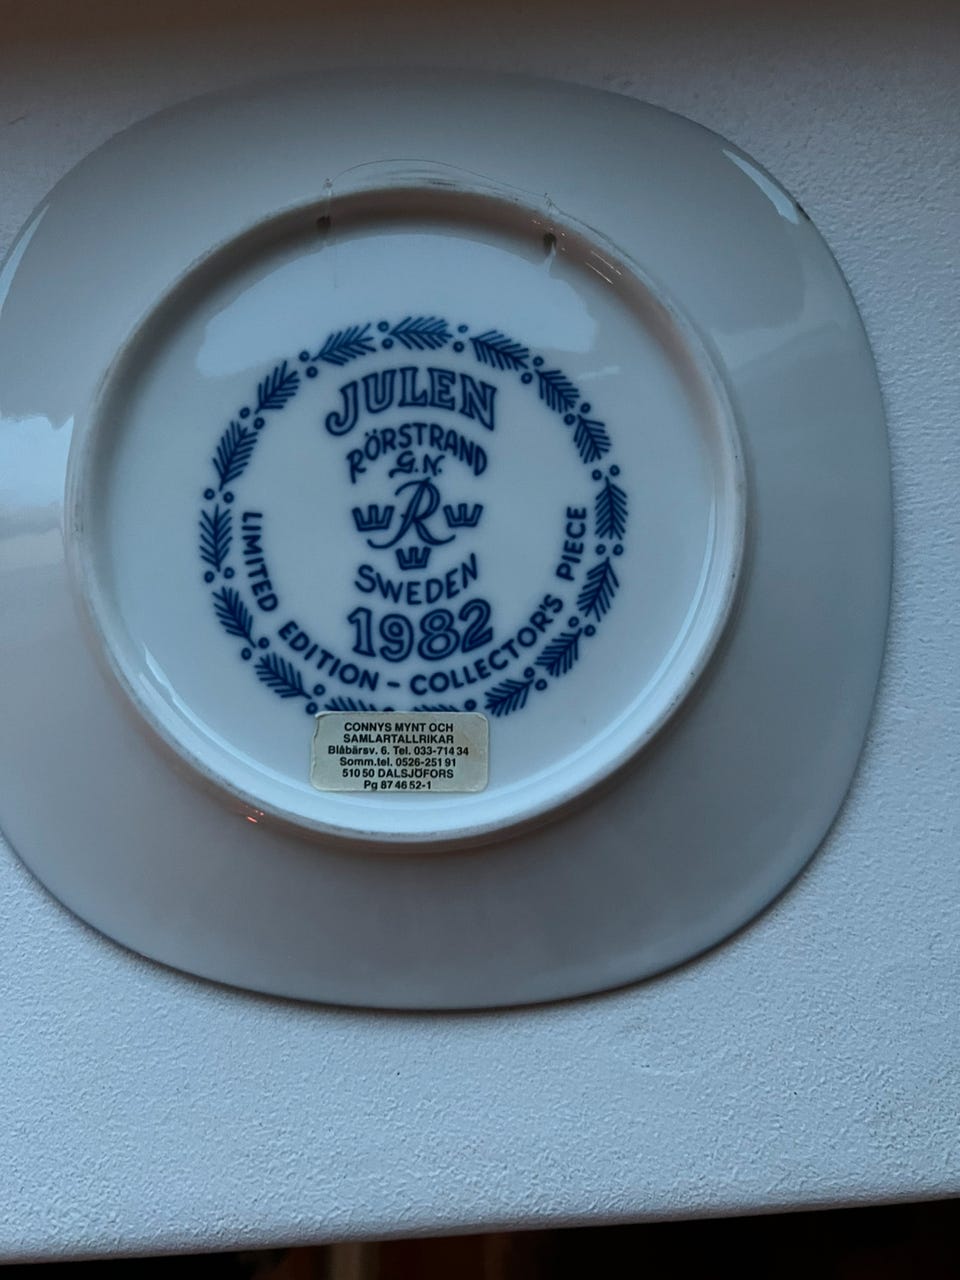 JULEN
RÖRSTRAND
G.N.
R
SWEDEN
1982
LIMITED EDITION - COLLECTOR'S PIECE
CONNYS MYNT OCH
SAMLARTALLRIKAR
Blåbärsv. 6. Tel. 033-714 34
Somm.tel. 0526-251 91
510 50 DALSJÖFORS
Pg 87 46 52-1